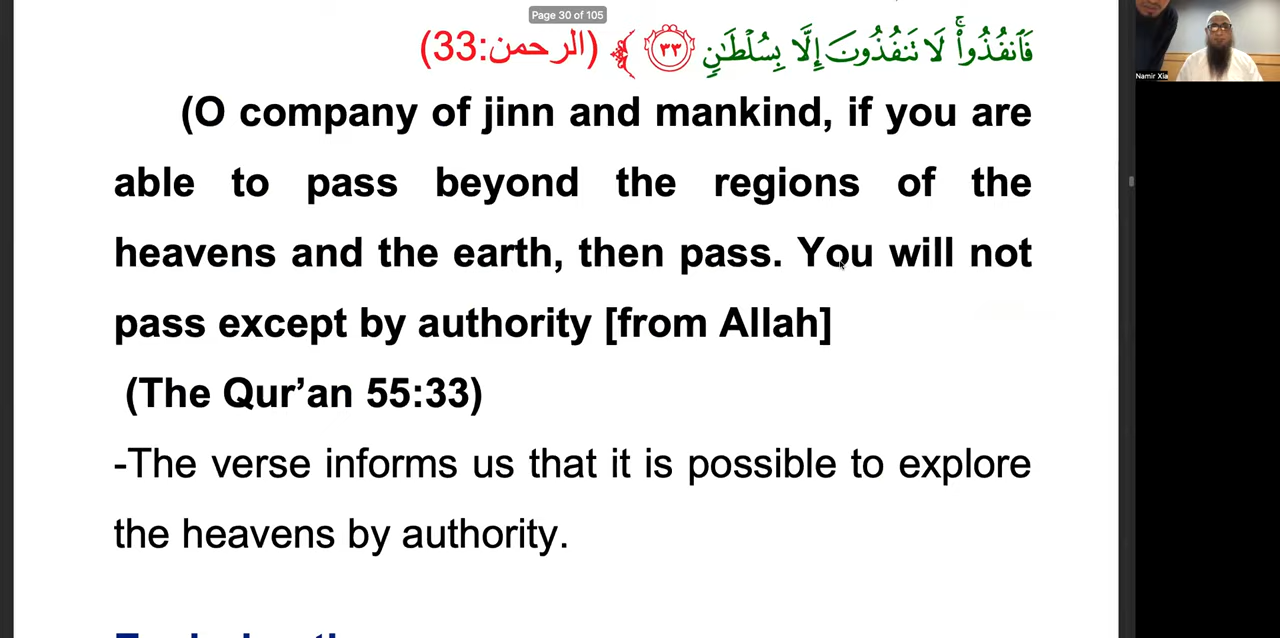 Page 30 of 105
فَٱنفُذُواْۚ لَا تَنفُذُونَ إِلَّا بِسُلۡطَٰنٖ ٣٣ ﴾ (الرحمن:33)
(O company of jinn and mankind, if you are
able to pass beyond the regions of the
heavens and the earth, then pass. You will not
pass except by authority [from Allah]
(The Qur’an 55:33)
-The verse informs us that it is possible to explore
the heavens by authority.
Namir Xia